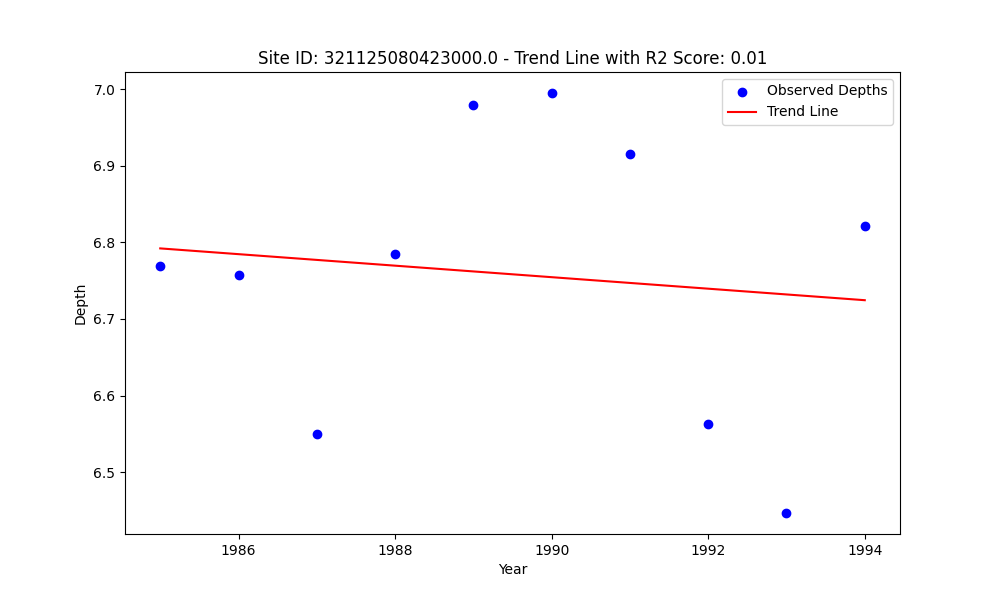 Site ID: 321125080423000.0 - Trend Line with R2 Score: 0.01
Observed Depths
Trend Line
7.0
6.9
6.8
6.7
6.6
6.5
Depth
1986 1988 1990 1992 1994
Year